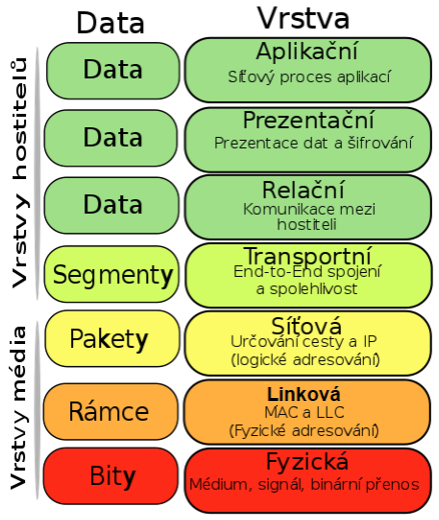 Data
Vrstva
Vrstvy hostitelů
Data
Aplikační
Síťový proces aplikací
Data
Prezentační
Prezentace dat a šifrování
Data
Relační
Komunikace mezi
hostiteli
Segmenty
Transportní
End-to-End spojení
a spolehlivost
Vrstvy média
Pakety
Síťová
Určování cesty a IP
(logické adresování)
Rámce
Linková
MAC a LLC
(Fyzické adresování)
Bity
Fyzická
Médium, signál, binární přenos